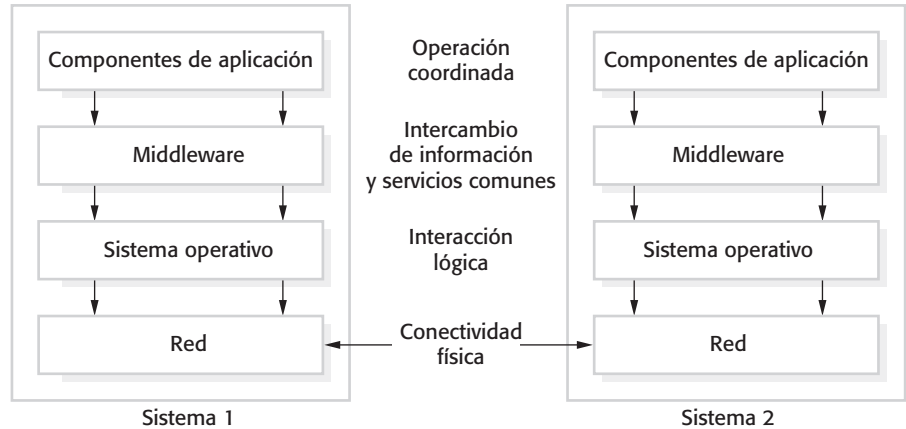 Componentes de aplicación
Operación
coordinada
Componentes de aplicación
Middleware
Intercambio
de información
y servicios comunes
Middleware
Sistema operativo
Interacción
lógica
Sistema operativo
Red
Conectividad
física
Red
Sistema 1
Sistema 2